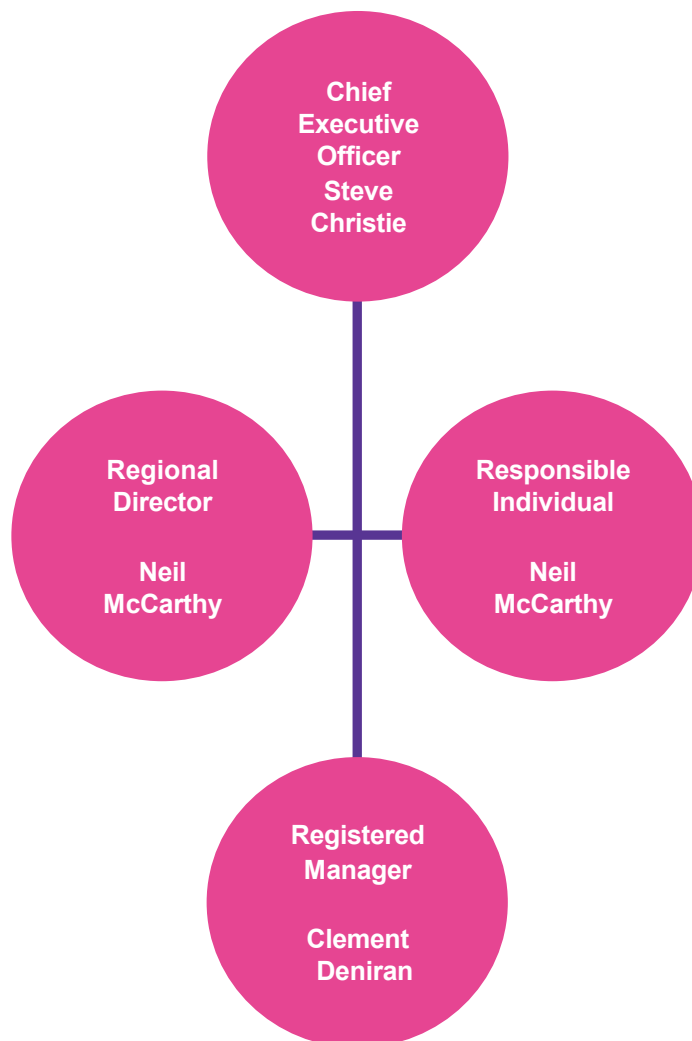 Chief
Executive
Officer
Steve
Christie
Regional
Director
Neil
McCarthy
Responsible
Individual
Neil
McCarthy
Registered
Manager
Clement
Deniran